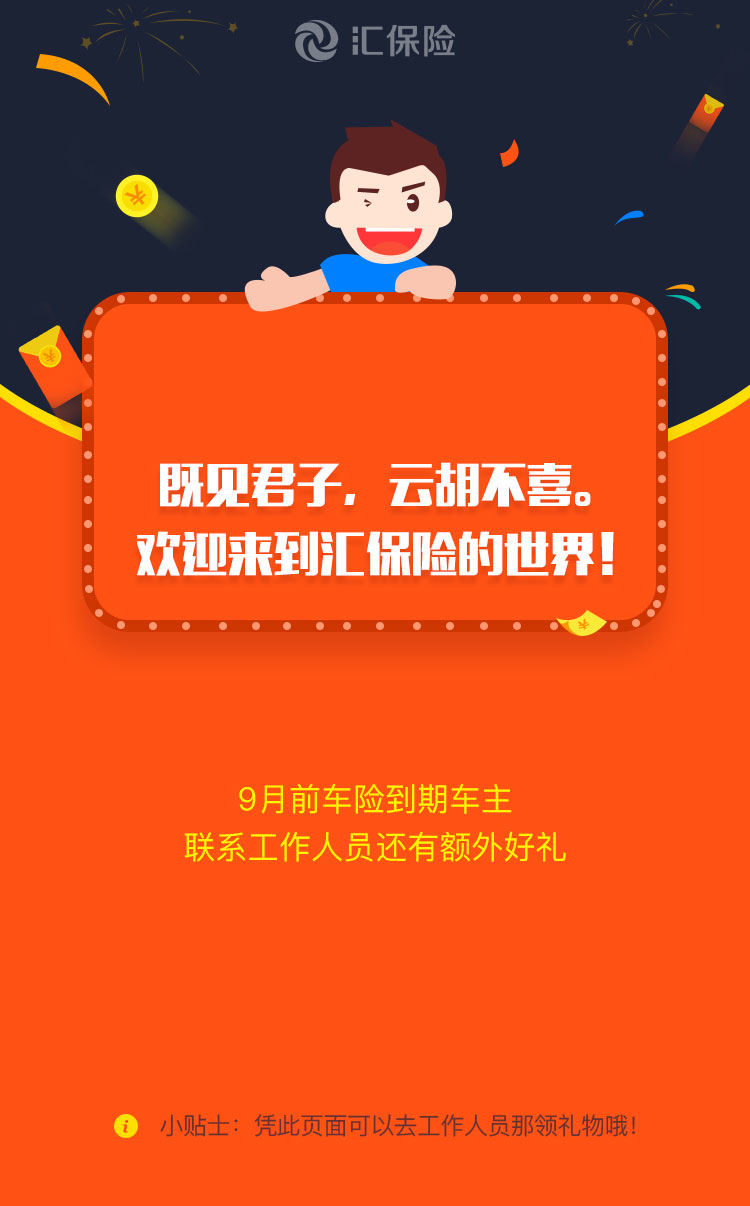 汇保险
既见君子，云胡不喜。
欢迎来到汇保险的世界！
9月前车险到期车主
联系工作人员还有额外好礼
i 小贴士：凭此页面可以去工作人员那领礼物哦！